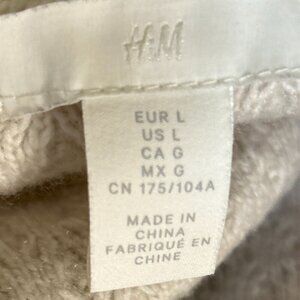 H&M
EUR L
US L
CA G
MX G
CN 175/104A
MADE IN
CHINA
FABRIQUÉ EN
CHINE